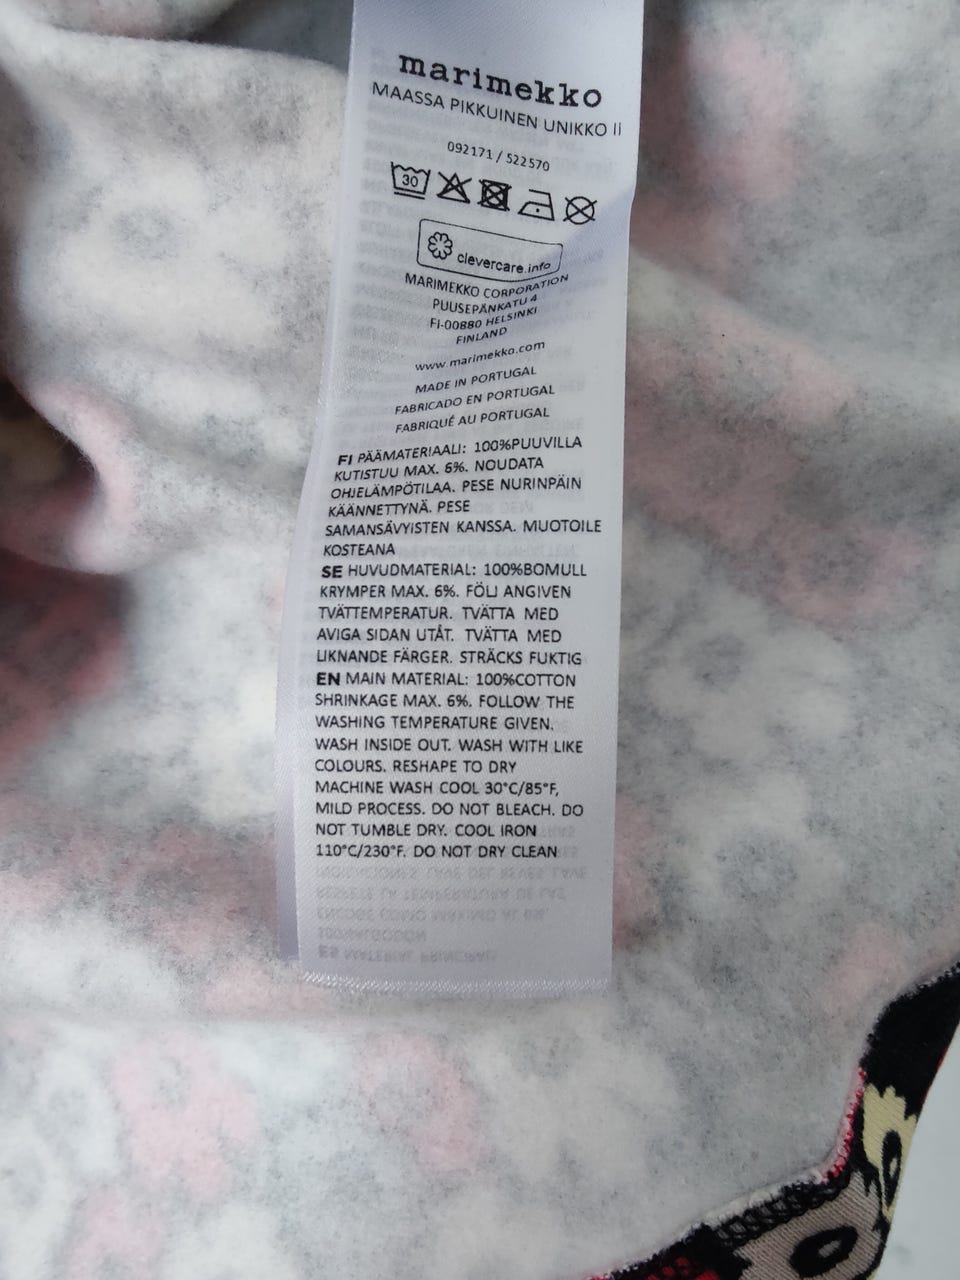 marimekko
MAASSA PIKKUINEN UNIKKO II
092171 / 522570
30
clevercare.info
MARIMEKKO CORPORATION
PUUSEPÄNKATU 4
FI-00880 HELSINKI
FINLAND
www.marimekko.com
MADE IN PORTUGAL
FABRICADO EN PORTUGAL
FABRIQUÉ AU PORTUGAL
FI PÄÄMATERIAALI: 100%PUUVILLA
KUTISTUU MAX. 6%. NOUDATA
OHJELÄMPÖTILAA. PESE NURINPÄIN
KÄÄNNETTYNÄ. PESE
SAMANSÄVYISTEN KANSSA. MUOTOILE
KOSTEANA
SE HUVUDMATERIAL: 100%BOMULL
KRYMPER MAX. 6%. FÖLJ ANGIVEN
TVÄTTEMPERATUR. TVÄTTA MED
AVIGA SIDAN UTÅT. TVÄTTA MED
LIKNANDE FÄRGER. STRÄCKS FUKTIG
EN MAIN MATERIAL: 100%COTTON
SHRINKAGE MAX. 6%. FOLLOW THE
WASHING TEMPERATURE GIVEN.
WASH INSIDE OUT. WASH WITH LIKE
COLOURS. RESHAPE TO DRY
MACHINE WASH COOL 30°C/85°F,
MILD PROCESS. DO NOT BLEACH. DO
NOT TUMBLE DRY. COOL IRON
110°C/230°F. DO NOT DRY CLEAN